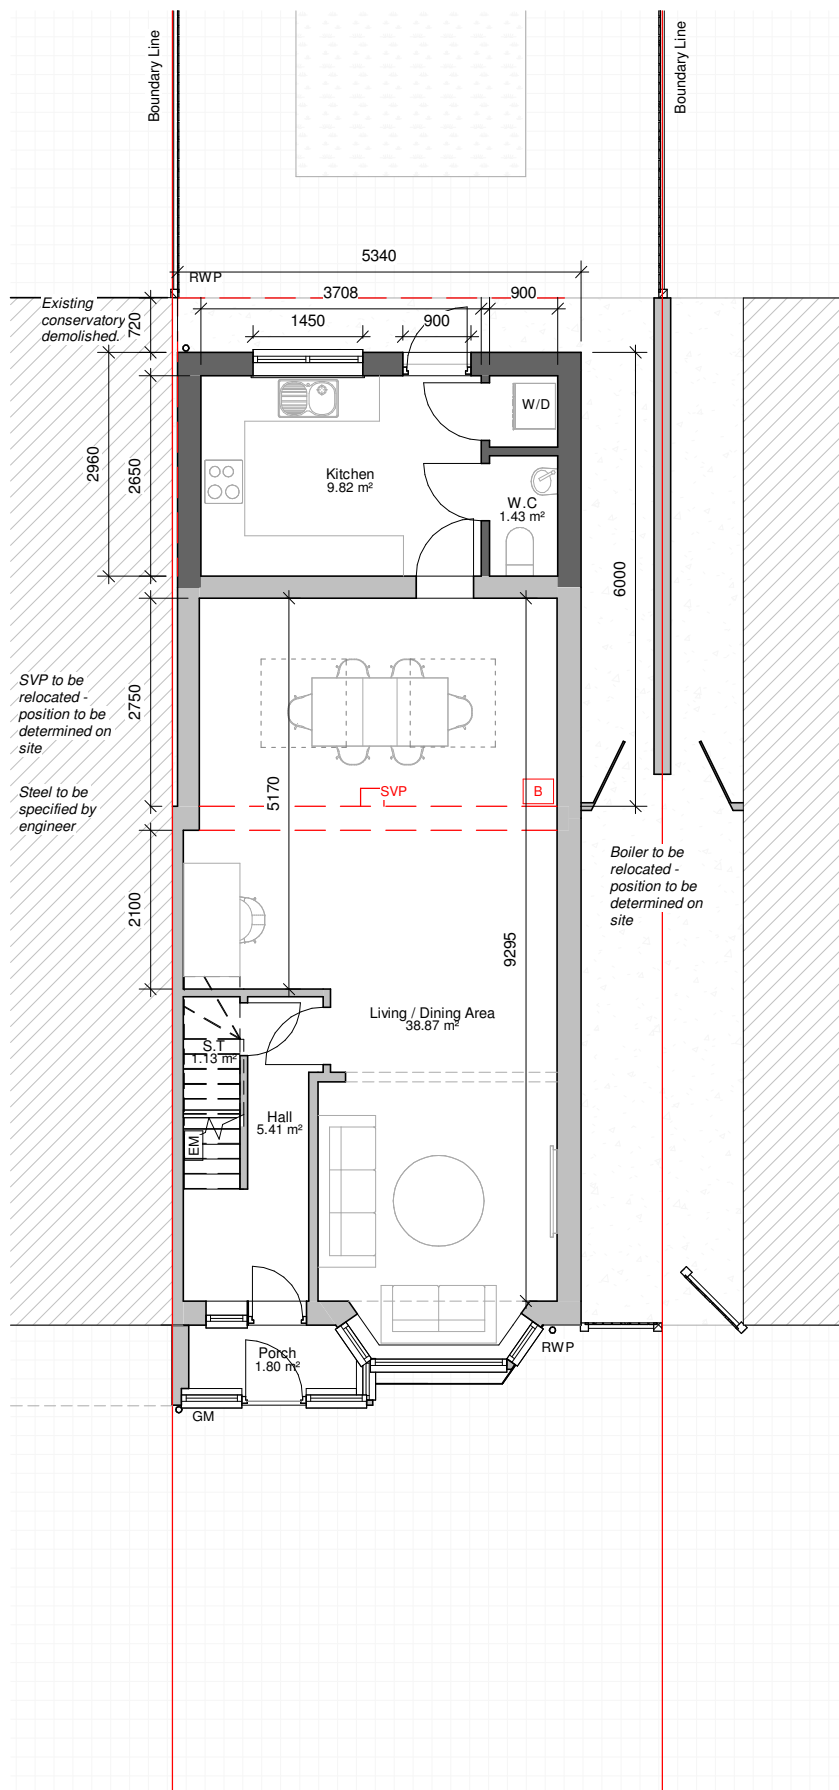 Boundary Line
Boundary Line
5340
RWP
Existing
conservatory
demolished.
720
3708
900
1450
900
W/D
2960
2650
Kitchen
9.82 m²
W.C
1.43 m²
6000
SVP to be
relocated -
position to be
determined on
site
2750
Steel to be
specified by
engineer
5170
SVP
B
Boiler to be
relocated -
position to be
determined on
site
2100
9295
Living / Dining Area
38.87 m²
S.T
1.13 m²
Hall
5.41 m²
EM
Porch
1.80 m²
RWP
GM